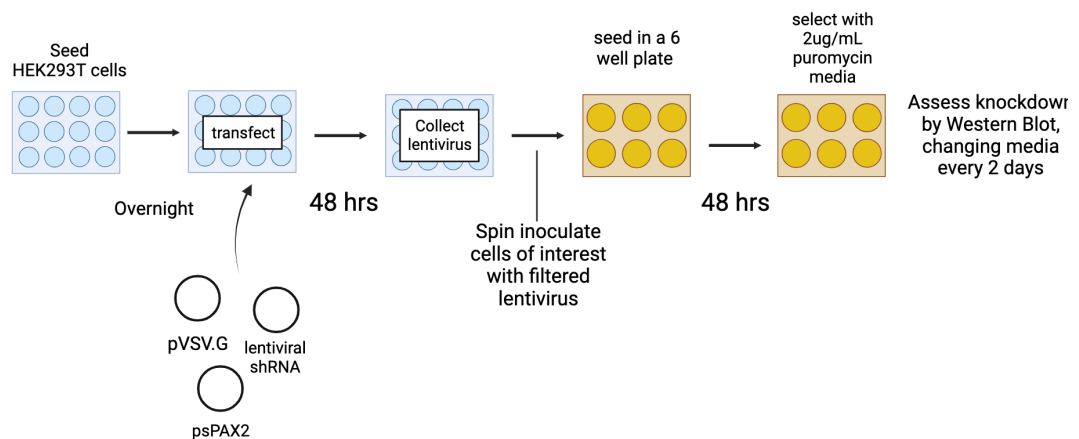 Seed
HEK293T cells
Overnight
transfect
pVSV.G
lentiviral
shRNA
psPAX2
48 hrs
Collect
lentivirus
Spin inoculate
cells of interest
with filtered
lentivirus
seed in a 6
well plate
48 hrs
select with
2ug/mL
puromycin
media
Assess knockdown
by Western Blot,
changing media
every 2 days